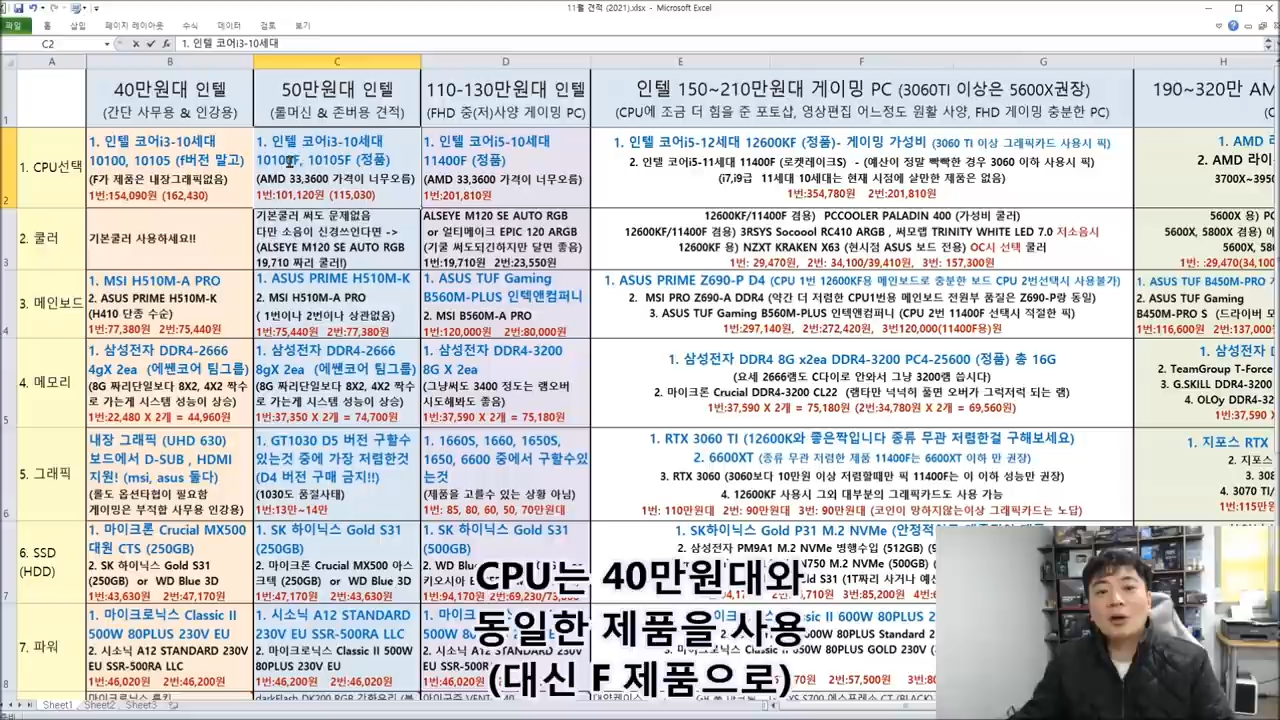 11월 견적 (2021).xlsx - Microsoft Excel
파일 홈 삽입 페이지 레이아웃 수식 데이터 검토 보기
C2 1. 인텔 코어i3-10세대
A B C D E F G H
40만원대 인텔
(간단 사무용 & 인강용)
50만원대 인텔
(롤머신 & 존버용 견적)
110-130만원대 인텔
(FHD 중(저)사양 게이밍 PC)
인텔 150~210만원대 게이밍 PC (3060TI 이상은 5600X권장)
(CPU에 조금 더 힘을 준 포토샵, 영상편집 어느정도 원활 사양, FHD 게이밍 충분한 PC)
190~320만 AM
1
1. CPU선택
1. 인텔 코어i3-10세대
10100, 10105 (f버전 말고)
(F가 제품은 내장그래픽없음)
1번:154,090원 (162,430)
1. 인텔 코어i3-10세대
10100F, 10105F (정품)
(AMD 33,3600 가격이 너무오름)
1번:101,120원 (115,030)
1. 인텔 코어i5-10세대
11400F (정품)
(AMD 33,3600 가격이 너무오름)
1번:201,810원
1. 인텔 코어i5-12세대 12600KF (정품)- 게이밍 가성비 (3060 TI 이상 그래픽카드 사용시 픽)
2. 인텔 코어i5-11세대 11400F (로켓레이크S) - (예산이 정말 빡빡한 경우 3060 이하 사용시 픽)
(i7,i9급 11세대 10세대는 현재 시점에 살만한 제품은 없음)
1번:354,780원 2번:201,810원
1. AMD
2. AMD 라이
3700X~3950
2
2. 쿨러
기본쿨러 사용하세요!!
기본쿨러 써도 문제없음
다만 소음이 신경쓰인다면 ->
(ALSEYE M120 SE AUTO RGB
19,710 짜리 쿨러!)
ALSEYE M120 SE AUTO RGB
or 얼티메이크 EPIC 120 ARGB
(기쿨 써도되긴하지만 달면 좋음)
1번:19,710원 2번:23,550원
12600KF/11400F 겸용) PCCOOLER PALADIN 400 (가성비 쿨러)
12600KF/11400F 겸용) 3RSYS Socoool RC410 ARGB , 써모랩 TRINITY WHITE LED 7.0 저소음시
12600KF 용) NZXT KRAKEN X63 (현시점 ASUS 보드 전용) OC시 선택 쿨러
1번: 29,470원, 2번: 34,100/39,410원, 3번: 157,300원
5600X 용) PC
5600X, 5800X 겸용)
5600X, 58
1번: :29,470(34,100
3
3. 메인보드
1. MSI H510M-A PRO
2. ASUS PRIME H510M-K
(H410 단종 수순)
1번:77,380원 2번:75,440원
1. ASUS PRIME H510M-K
2. MSI H510M-A PRO
( 1번이나 2번이나 상관없음)
1번:75,440원 2번:77,380원
1. ASUS TUF Gaming
B560M-PLUS 인텍앤컴퍼니
2. MSI B560M-A PRO
1번:120,000원 2번:80,000원
1. ASUS PRIME Z690-P D4 (CPU 1번 12600KF용 메인보드로 충분한 보드 CPU 2번선택시 사용불가)
2. MSI PRO Z690-A DDR4 (약간 더 저렴한 CPU1번용 메인보드 전원부 품질은 Z690-P랑 동일)
3. ASUS TUF Gaming B560M-PLUS 인텍앤컴퍼니 (CPU 2번 11400F 선택시 적절한 픽)
1번:297,140원, 2번:272,420원, 3번:120,000(11400F용)원
1. ASUS TUF B450M-PRO
2. ASUS TUF Gaming
B450M-PRO S (드라이버 모
1번:116,600원 2번:137,000
4
4. 메모리
1. 삼성전자 DDR4-2666
4gX 2ea (에쎈코어 팀그룹)
(8G 짜리단일보다 8X2, 4X2 짝수
로 가는게 시스템 성능이 상승)
1번:22,480 X 2개 = 44,960원
1. 삼성전자 DDR4-2666
8gX 2ea (에쎈코어 팀그룹)
(8G 짜리단일보다 8X2, 4X2 짝수
로 가는게 시스템 성능이 상승)
1번:37,350 X 2개 = 74,700원
1. 삼성전자 DDR4-3200
8G X 2ea
(그냥써도 3400 정도는 램오버
시도해봐도 좋음)
1번:37,590 X 2개 = 75,180원
1. 삼성전자 DDR4 8G x2ea DDR4-3200 PC4-25600 (정품) 총 16G
(요세 2666램도 C다이로 안와서 그냥 3200램 씁시다)
2. 마이크론 Crucial DDR4-3200 CL22 (램타만 넉넉히 풀면 오버가 그럭저럭 되는 램)
1번:37,590 X 2개 = 75,180원 (2번:34,780원 X 2개 = 69,560원)
1. 삼성전자 D
2. TeamGroup T-Force
3. G.SKILL DDR4-320
4. OLOy DDR4-32
1번:37,590 X
5
5. 그래픽
내장 그래픽 (UHD 630)
보드에서 D-SUB , HDMI
지원! (msi, asus 둘다)
(롤도 옵션타협이 필요함
게이밍은 부적합 사무용 인강용)
1. GT1030 D5 버전 구할수
있는것 중에 가장 저렴한것
(D4 버전 구매 금지!!)
(1030도 품절사태)
1번:13만~14만
1. 1660S, 1660, 1650S,
1650, 6600 중에서 구할수있
는것
(제품을 고를수 있는 상황 아님)
1번: 85, 80, 60, 50, 70만원대
1. RTX 3060 TI (12600K와 좋은짝입니다 종류 무관 저렴한걸 구해보세요)
2. 6600XT (종류 무관 저렴한 제품 11400F는 6600XT 이하 만 권장)
3. RTX 3060 (3060보다 10만원 이상 저렴할때만 픽 11400F는 이 이하 성능만 권장)
4. 12600KF 사용시 그외 대부분의 그래픽카드도 사용 가능
1번: 110만원대 2번: 90만원대 3번: 90만원대 (코인이 망하지않는이상 그래픽카드는 노답)
1. 지포스 RTX
2. 지포스
3. 308
4. 3070 TI/
1번:115만원
6
6. SSD
(HDD)
1. 마이크론 Crucial MX500
대원 CTS (250GB)
2. SK 하이닉스 Gold S31
(250GB) or WD Blue 3D
1번:43,630원 2번:47,170원
1. SK 하이닉스 Gold S31
(250GB)
2. 마이크론 Crucial MX500 아스
크텍 (250GB) or WD Blue 3D
1번:47,170원 2번:43,630원
1. SK 하이닉스 Gold S31
(500GB)
2. WD Blue
키오시아
1번:94,170원 2번:69,230/73,
1. SK하이닉스 Gold P31 M.2 NVMe
2. 삼성전자 PM9A1 M.2 NVMe 병행수입 (512GB)
7
7. 파워
1. 마이크로닉스 Classic II
500W 80PLUS 230V EU
2. 시소닉 A12 STANDARD 230V
EU SSR-500RA LLC
1번:46,020원 2번:46,200원
1. 시소닉 A12 STANDARD
230V EU SSR-500RA LLC
2. 마이크로닉스 Classic II 500W
80PLUS 230V EU
1번:46,200원 2번:46,020원
8
CPU는 40만원대와
동일한 제품을 사용
(대신 F 제품으로)
Sheet1 Sheet2 Sheet3